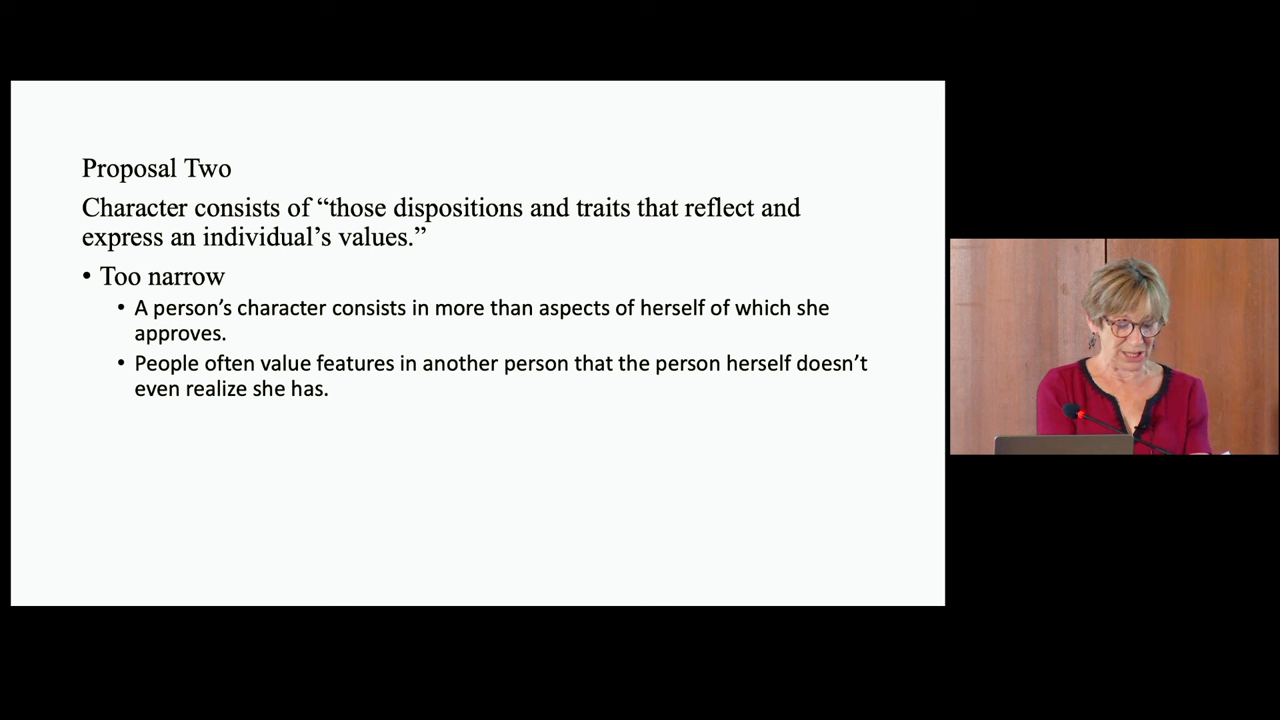 Proposal Two
Character consists of “those dispositions and traits that reflect and
express an individual’s values.”
• Too narrow
• A person’s character consists in more than aspects of herself of which she
approves.
• People often value features in another person that the person herself doesn’t
even realize she has.